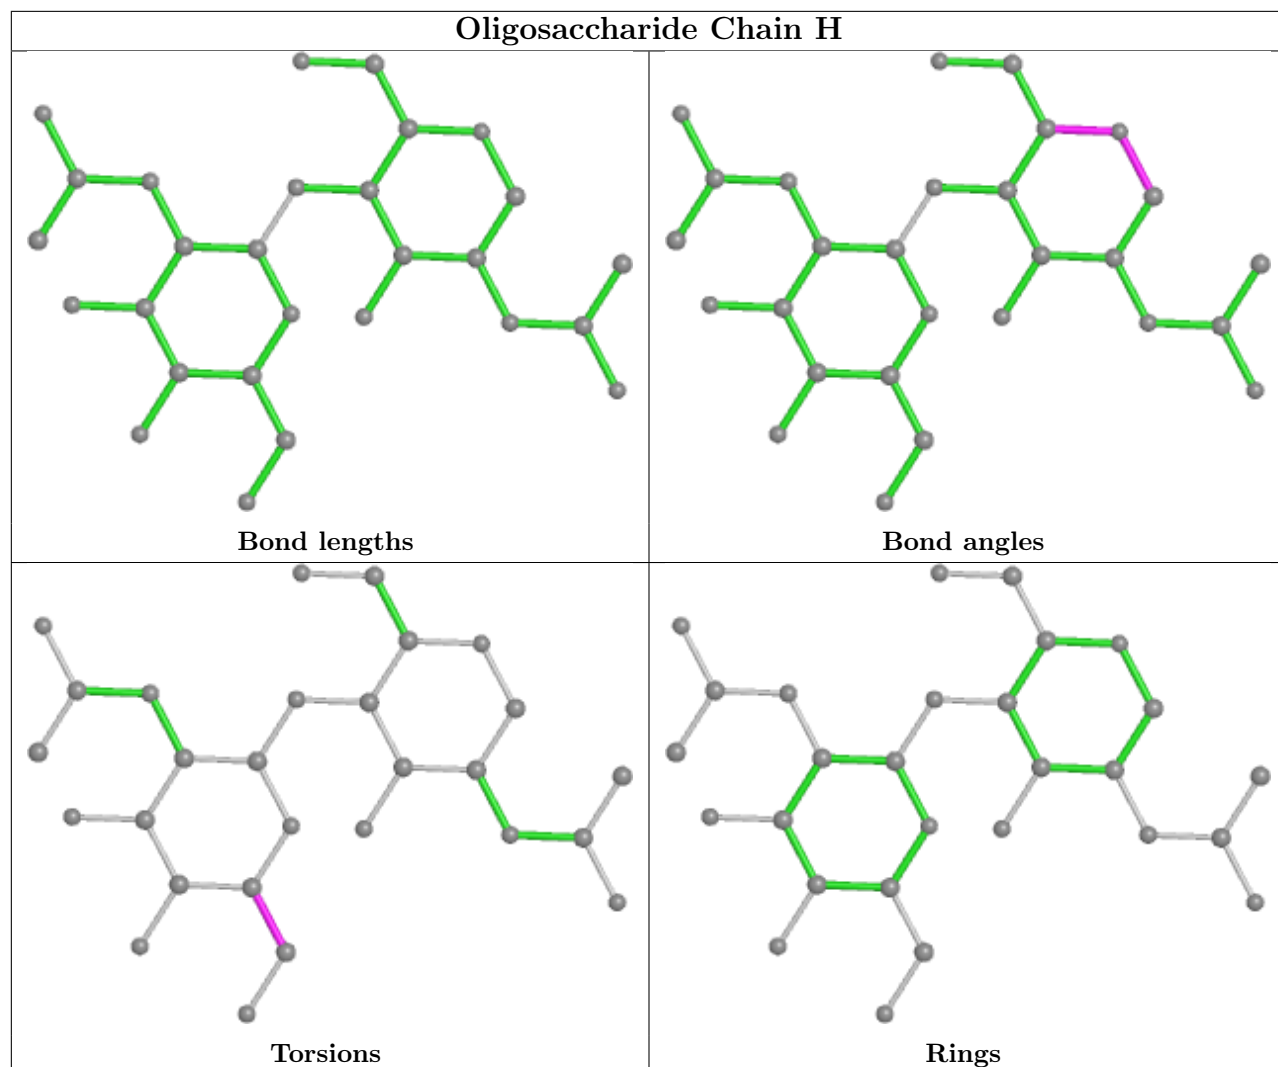 Oligosaccharide Chain H
Bond lengths
Bond angles
Torsions
Rings